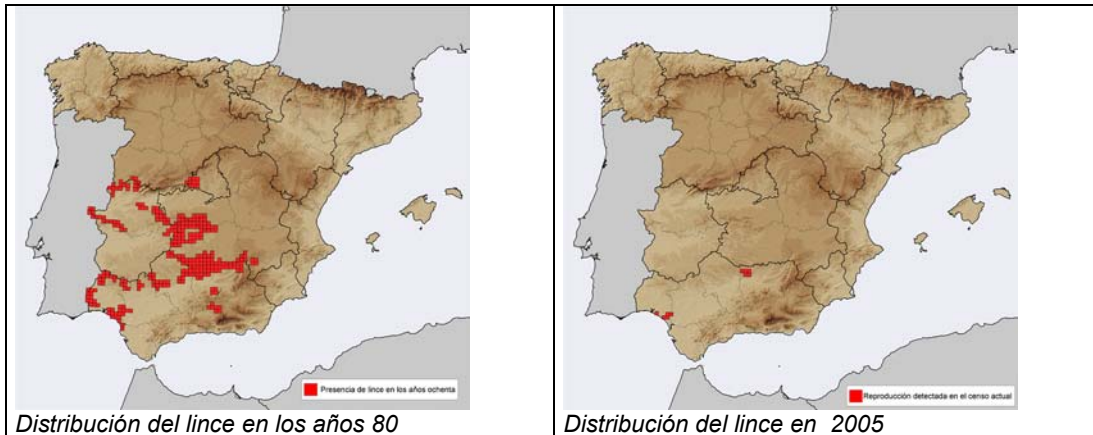 Presencia de lince en los años ochenta
Reproducción detectada en el censo actual
Distribución del lince en los años 80
Distribución del lince en 2005